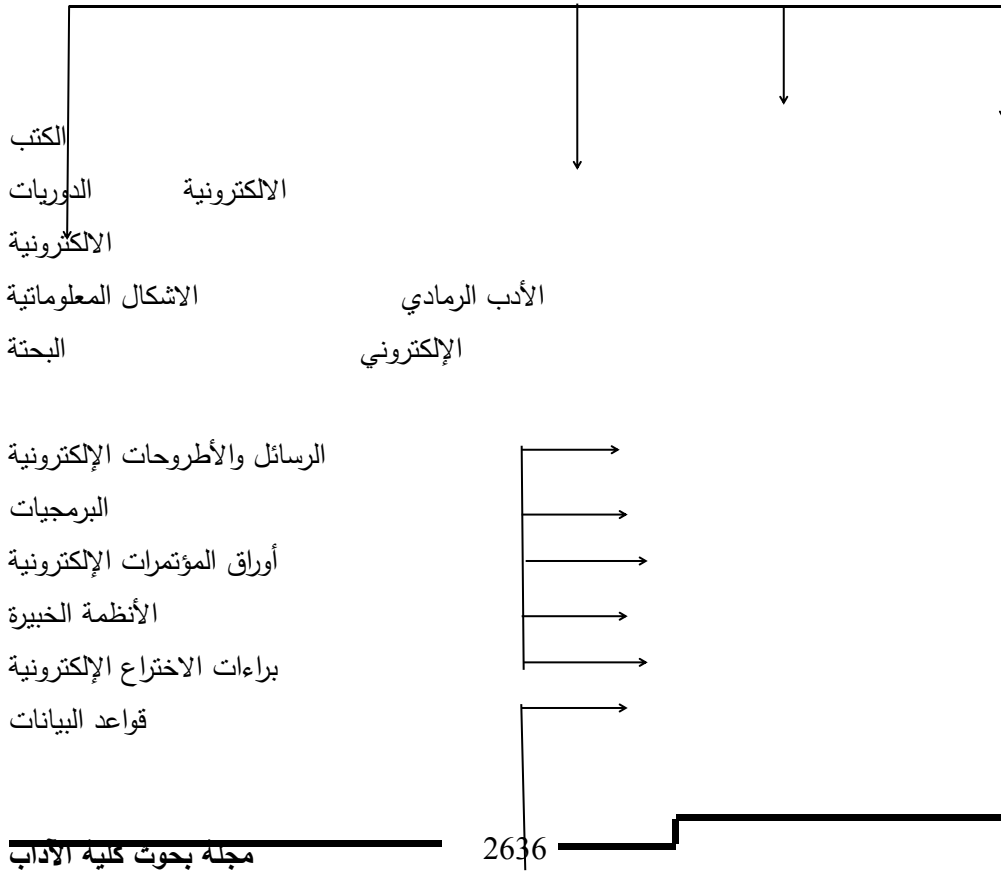 الكتب
الالكترونية الدوريات
الالكترونية
الأدب الرمادي الاشكال المعلوماتية
الإلكتروني البحتة
الرسائل والأطروحات الإلكترونية
البرمجيات
أوراق المؤتمرات الإلكترونية
الأنظمة الخبيرة
براءات الاختراع الإلكترونية
قواعد البيانات
2636 مجلة بحوث كلية الآداب